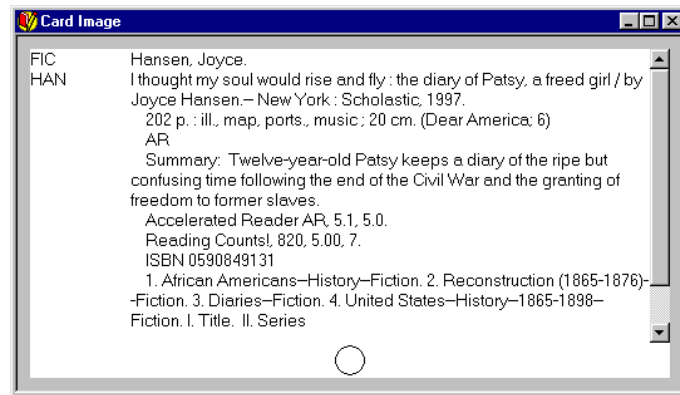 Card Image
FIC Hansen, Joyce.
HAN I thought my soul would rise and fly : the diary of Patsy, a freed girl / by
Joyce Hansen.– New York : Scholastic, 1997.
202 p. : ill., map, ports., music ; 20 cm. (Dear America; 6)
AR
Summary: Twelve-year-old Patsy keeps a diary of the ripe but
confusing time following the end of the Civil War and the granting of
freedom to former slaves.
Accelerated Reader AR, 5.1, 5.0.
Reading Counts!, 820, 5.00, 7.
ISBN 0590849131
1. African Americans–History–Fiction. 2. Reconstruction (1865-1876)-
-Fiction. 3. Diaries–Fiction. 4. United States–History–1865-1898–
Fiction. I. Title. II. Series